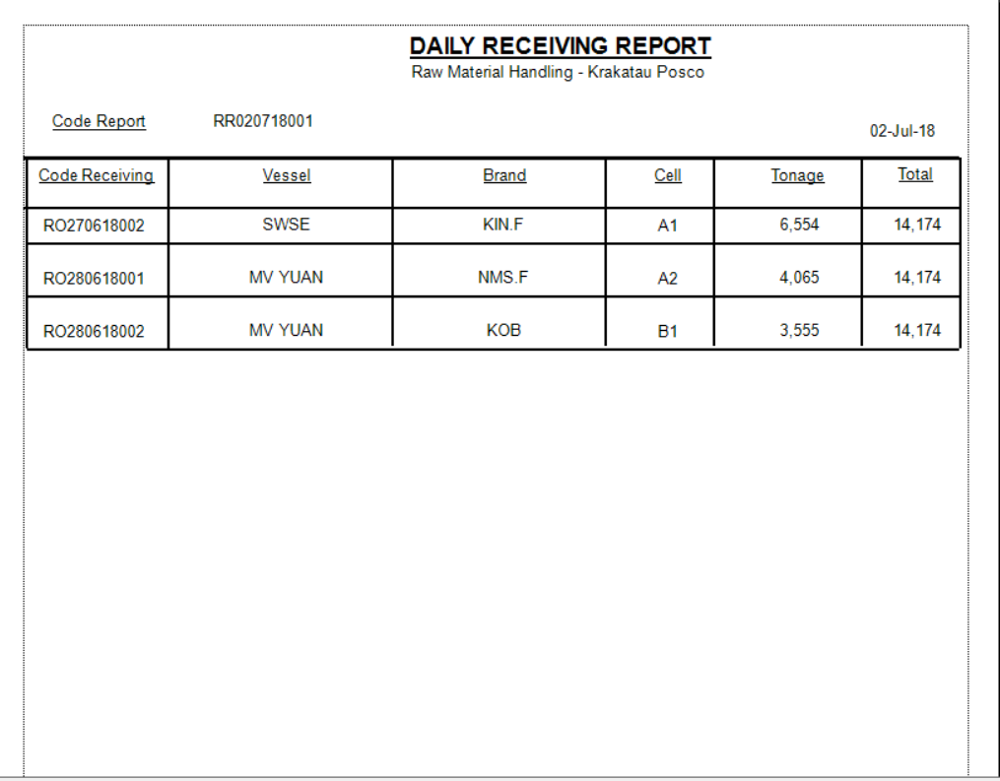 DAILY RECEIVING REPORT
Raw Material Handling - Krakatau Posco
Code Report RR020718001
02-Jul-18
Code Receiving Vessel Brand Cell Tonage Total
RO270618002 SWSE KIN.F A1 6,554 14,174
RO280618001 MV YUAN NMS.F A2 4,065 14,174
RO280618002 MV YUAN KOB B1 3,555 14,174